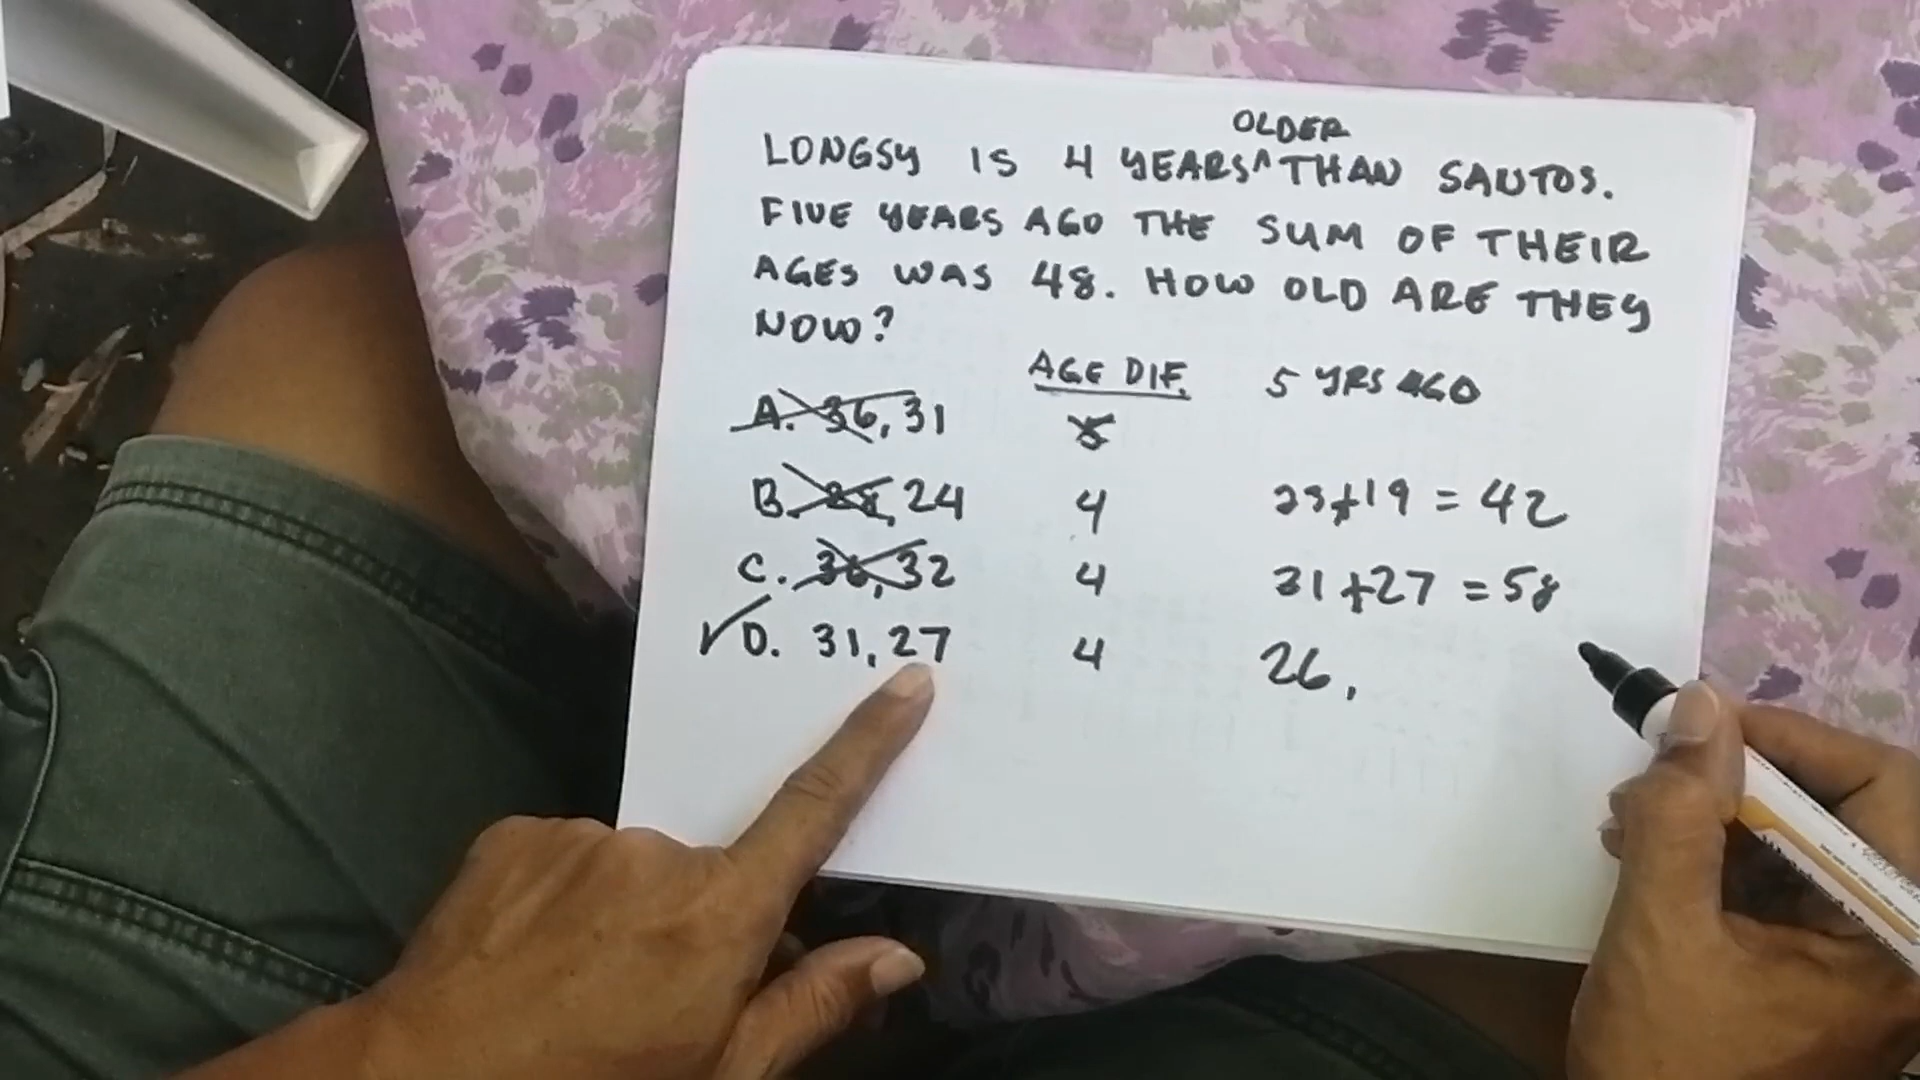 OLDER
LONGSY IS 4 YEARS^THAN SANTOS.
FIVE YEARS AGO THE SUM OF THEIR
AGES WAS 48. HOW OLD ARE THEY
NOW?
AGE DIF. 5 YRS AGO
A. 36, 31 5
B. 28, 24 4 23+19 = 42
C. 36, 32 4 31+27 = 58
D. 31, 27 4 26,